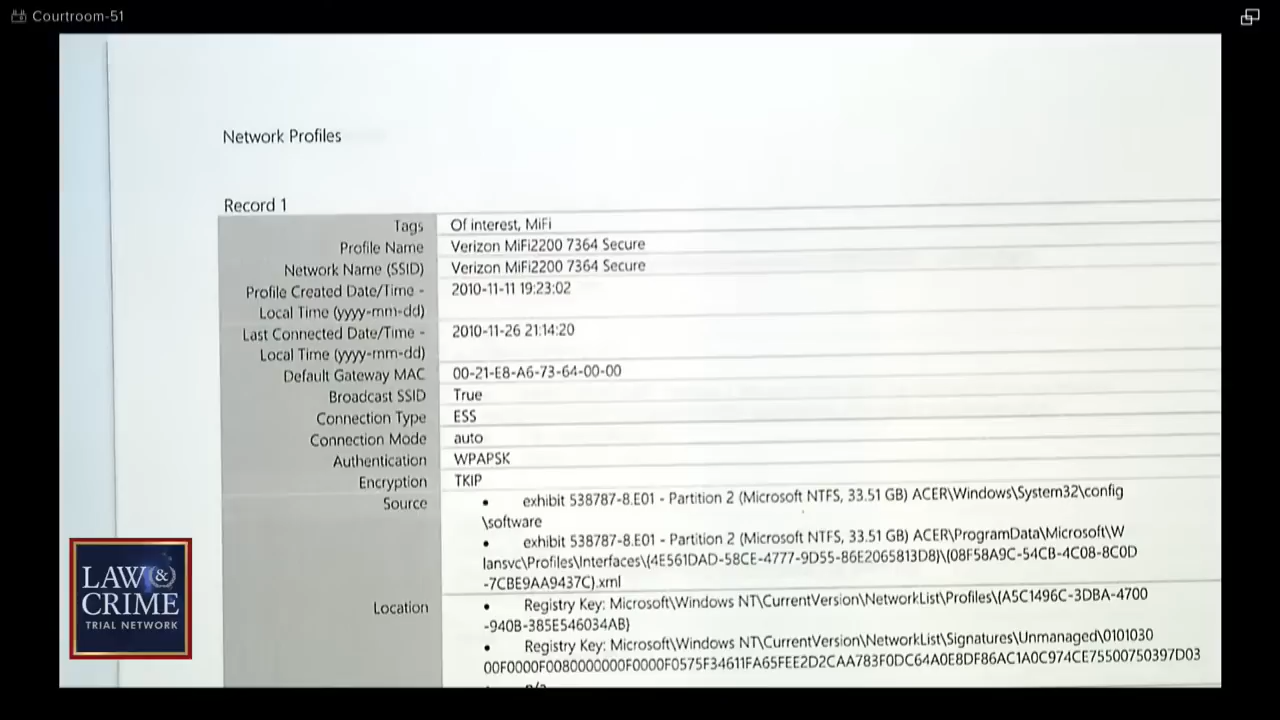 Courtroom-51
Network Profiles
Record 1
Tags Of interest, MiFi
Profile Name Verizon MiFi2200 7364 Secure
Network Name (SSID) Verizon MiFi2200 7364 Secure
Profile Created Date/Time - 2010-11-11 19:23:02
Local Time (yyyy-mm-dd)
Last Connected Date/Time - 2010-11-26 21:14:20
Local Time (yyyy-mm-dd)
Default Gateway MAC 00-21-E8-A6-73-64-00-00
Broadcast SSID True
Connection Type ESS
Connection Mode auto
Authentication WPAPSK
Encryption TKIP
Source • exhibit 538787-8.E01 - Partition 2 (Microsoft NTFS, 33.51 GB) ACER\Windows\System32\config
\software
• exhibit 538787-8.E01 - Partition 2 (Microsoft NTFS, 33.51 GB) ACER\ProgramData\Microsoft\W
lansvc\Profiles\Interfaces\{4E561DAD-58CE-4777-9D55-86E2065813D8}\{08F58A9C-54CB-4C08-8C0D
-7CBE9AA9437C}.xml
Location • Registry Key: Microsoft\Windows NT\CurrentVersion\NetworkList\Profiles\{A5C1496C-3DBA-4700
-940B-385E546034AB}
• Registry Key: Microsoft\Windows NT\CurrentVersion\NetworkList\Signatures\Unmanaged\0101030
00F0000F0080000000F0000F0575F34611FA65FEE2D2CAA783F0DC64A0E8DF86AC1A0C974CE75500750397D03
• n/a
LAW &
CRIME
TRIAL NETWORK